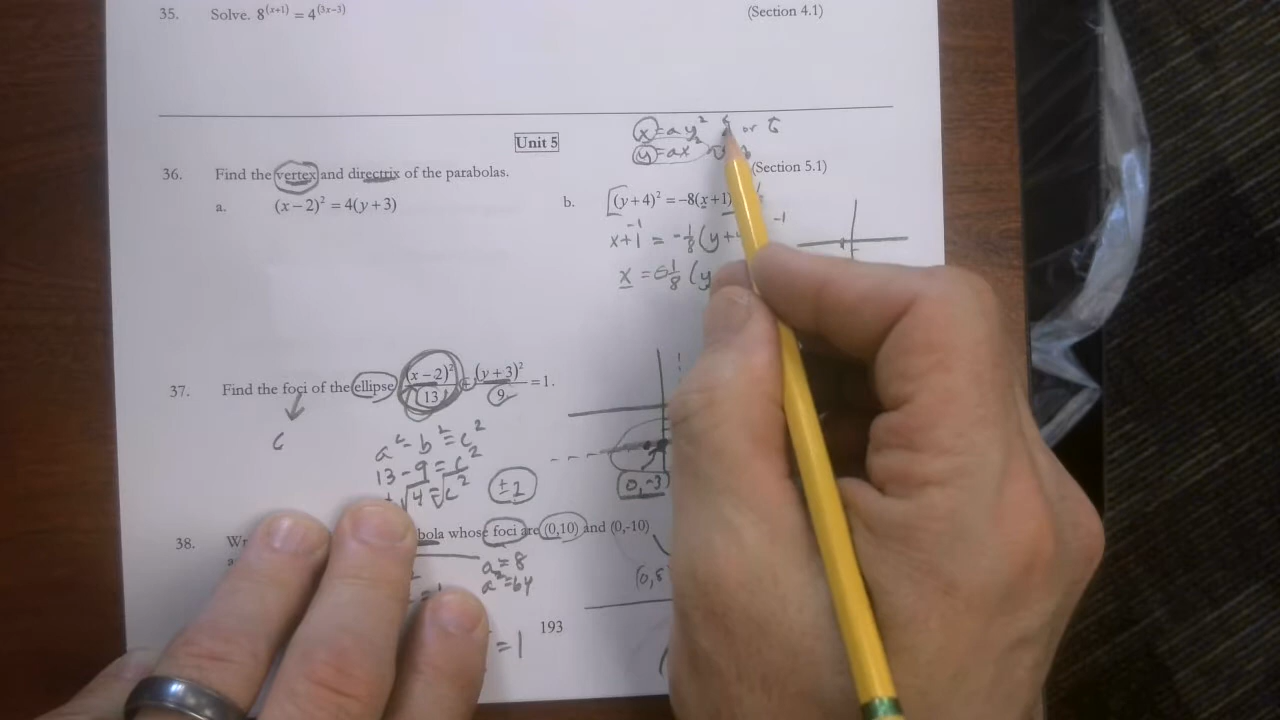 35. Solve. 8^(x+1) = 4^(3x−3) (Section 4.1)
x = ay² or
Unit 5
y = ax²
36. Find the vertex and directrix of the parabolas. (Section 5.1)
a. (x−2)² = 4(y+3) b. (y+4)² = −8(x+1)
x+1 = -1/8 (y+ -1
-1
x = -1/8 (y
37. Find the foci of the ellipse (x−2)²/13 + (y+3)²/9 = 1.
c
a² - b² = c²
13 - 9 = c²
√4 = √c² ±2
(0,-3)
38. whose foci are (0,10) and (0,-10)
a = 8
a² = 64
(0,8
= 1
193